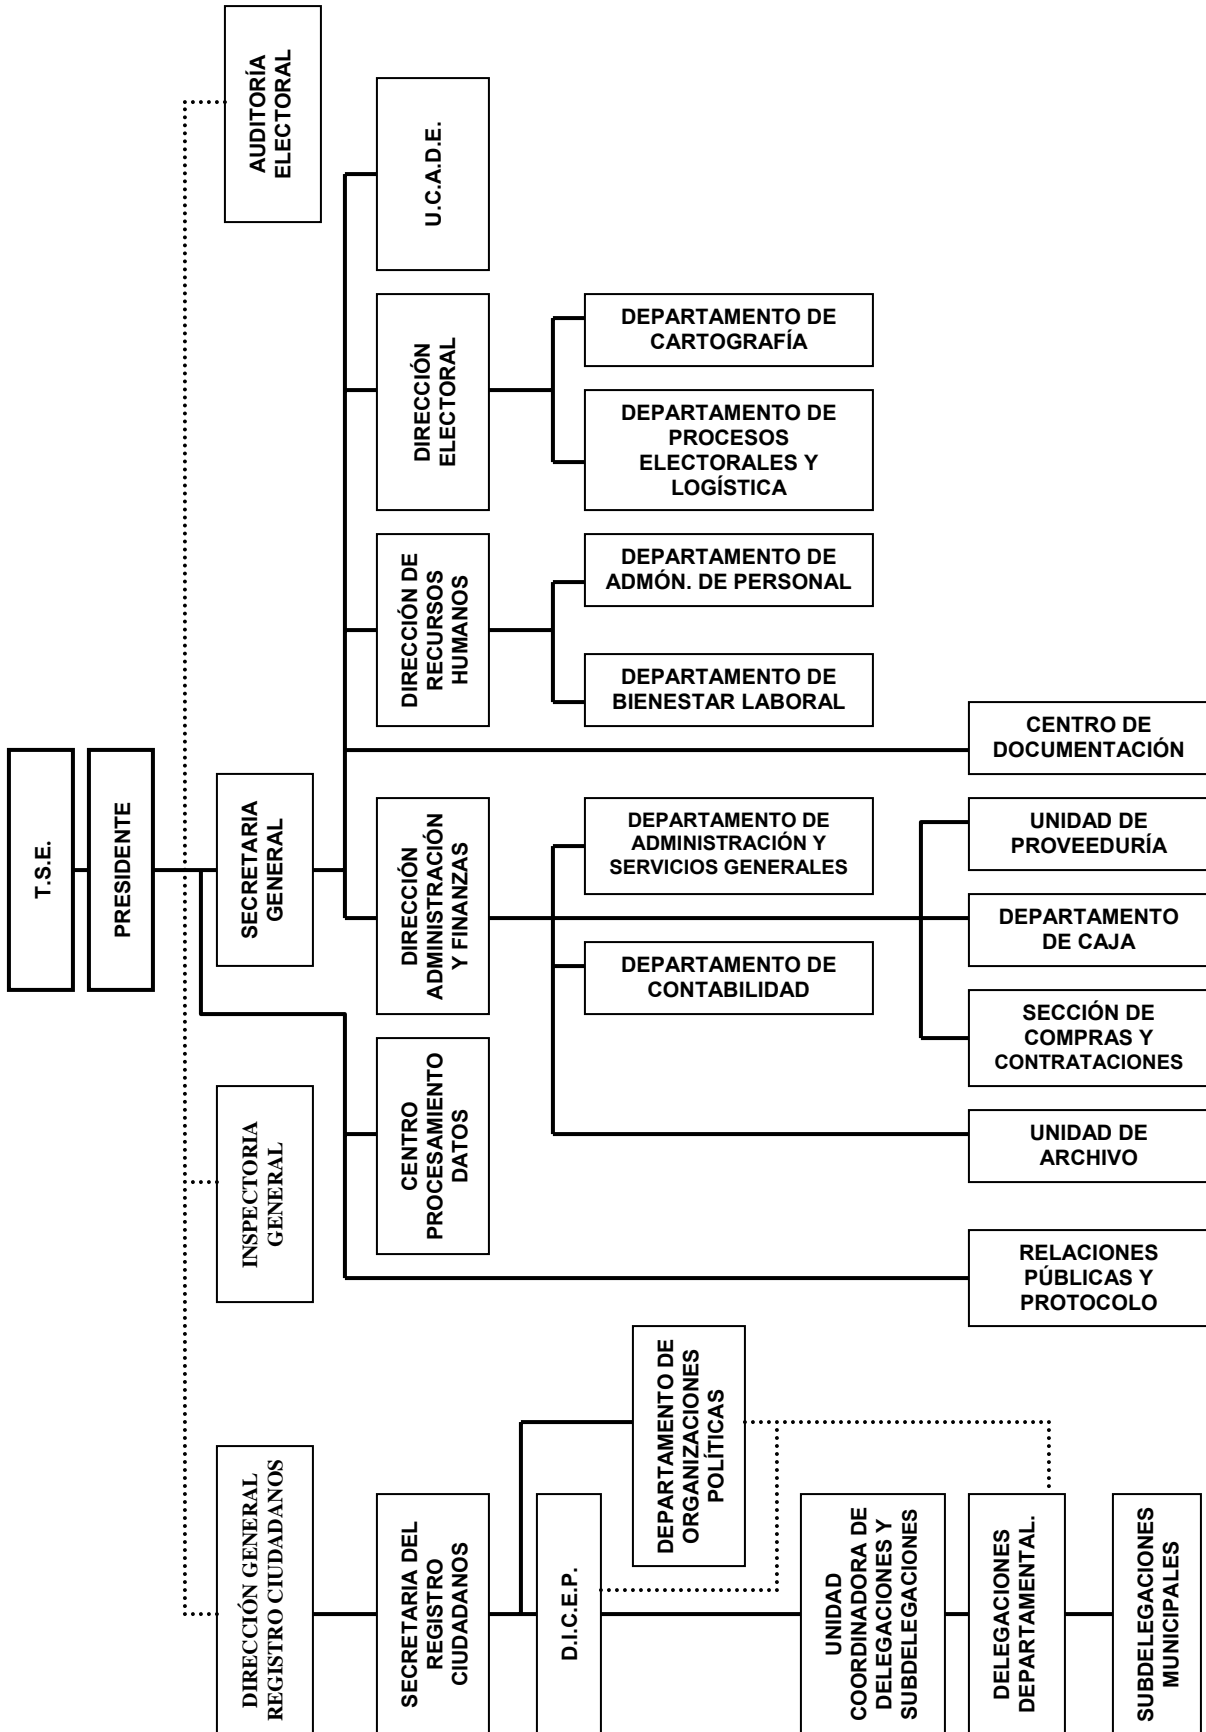 T.S.E.
PRESIDENTE
AUDITORÍA
ELECTORAL
SECRETARIA
GENERAL
INSPECTORIA
GENERAL
DIRECCIÓN GENERAL
REGISTRO CIUDADANOS
U.C.A.D.E.
DIRECCIÓN
ELECTORAL
DIRECCIÓN DE
RECURSOS
HUMANOS
DIRECCIÓN
ADMINISTRACIÓN
Y FINANZAS
CENTRO
PROCESAMIENTO
DATOS
SECRETARIA DEL
REGISTRO
CIUDADANOS
DEPARTAMENTO DE
CARTOGRAFÍA
DEPARTAMENTO DE
PROCESOS
ELECTORALES Y
LOGÍSTICA
DEPARTAMENTO DE
ADMÓN. DE PERSONAL
DEPARTAMENTO DE
BIENESTAR LABORAL
DEPARTAMENTO DE
ADMINISTRACIÓN Y
SERVICIOS GENERALES
DEPARTAMENTO DE
CONTABILIDAD
CENTRO DE
DOCUMENTACIÓN
UNIDAD DE
PROVEEDURÍA
DEPARTAMENTO
DE CAJA
SECCIÓN DE
COMPRAS Y
CONTRATACIONES
UNIDAD DE
ARCHIVO
RELACIONES
PÚBLICAS Y
PROTOCOLO
DEPARTAMENTO DE
ORGANIZACIONES
POLÍTICAS
D.I.C.E.P.
UNIDAD
COORDINADORA DE
DELEGACIONES Y
SUBDELEGACIONES
DELEGACIONES
DEPARTAMENTAL.
SUBDELEGACIONES
MUNICIPALES